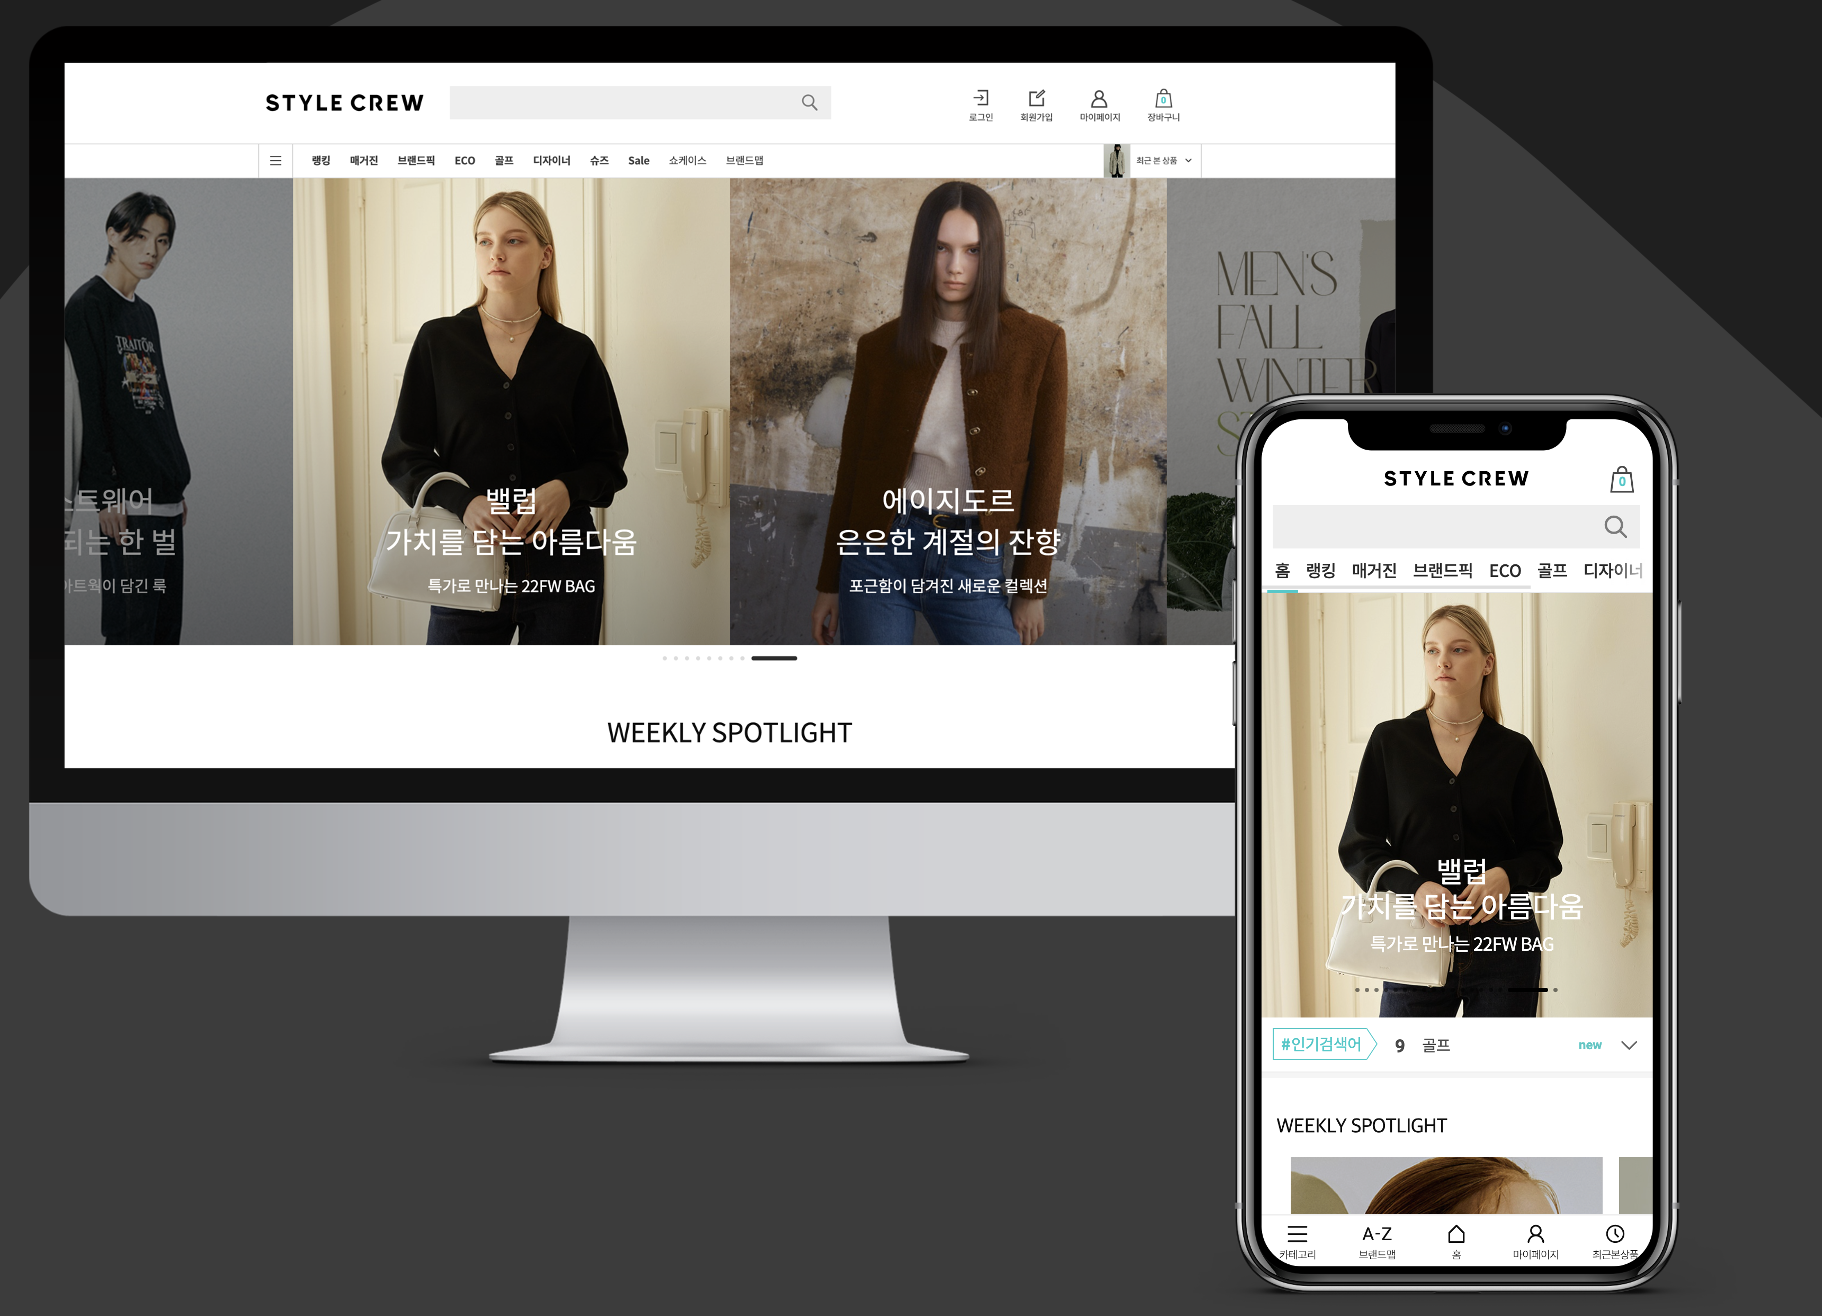 STYLE CREW
로그인 회원가입 마이페이지 0 장바구니
랭킹 매거진 브랜드픽 ECO 골프 디자이너 슈즈 Sale 쇼케이스 브랜드맵 최근 본 상품
TRAITOR
스트웨어
되는 한 벌
아트웍이 담긴 룩
밸럽
가치를 담는 아름다움
특가로 만나는 22FW BAG
에이지도르
은은한 계절의 잔향
포근함이 담겨진 새로운 컬렉션
MEN'S
FALL
WINTER
WEEKLY SPOTLIGHT
STYLE CREW 0
홈 랭킹 매거진 브랜드픽 ECO 골프 디자이너
밸럽
가치를 담는 아름다움
특가로 만나는 22FW BAG
#인기검색어 9 골프 new
WEEKLY SPOTLIGHT
A-Z
카테고리 브랜드맵 홈 마이페이지 최근본상품